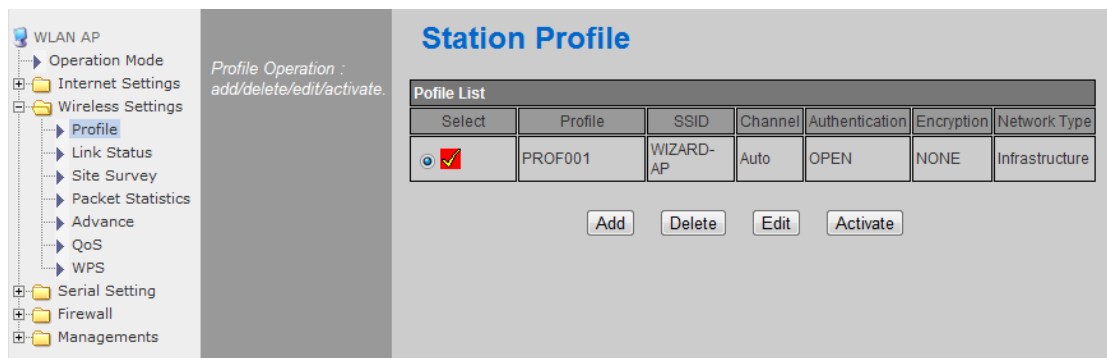 WLAN AP
Operation Mode
Internet Settings
Wireless Settings
Profile
Link Status
Site Survey
Packet Statistics
Advance
QoS
WPS
Serial Setting
Firewall
Managements
Profile Operation :
add/delete/edit/activate.
Station Profile
Pofile List
Select Profile SSID Channel Authentication Encryption Network Type
PROF001 WIZARD-AP Auto OPEN NONE Infrastructure
Add Delete Edit Activate